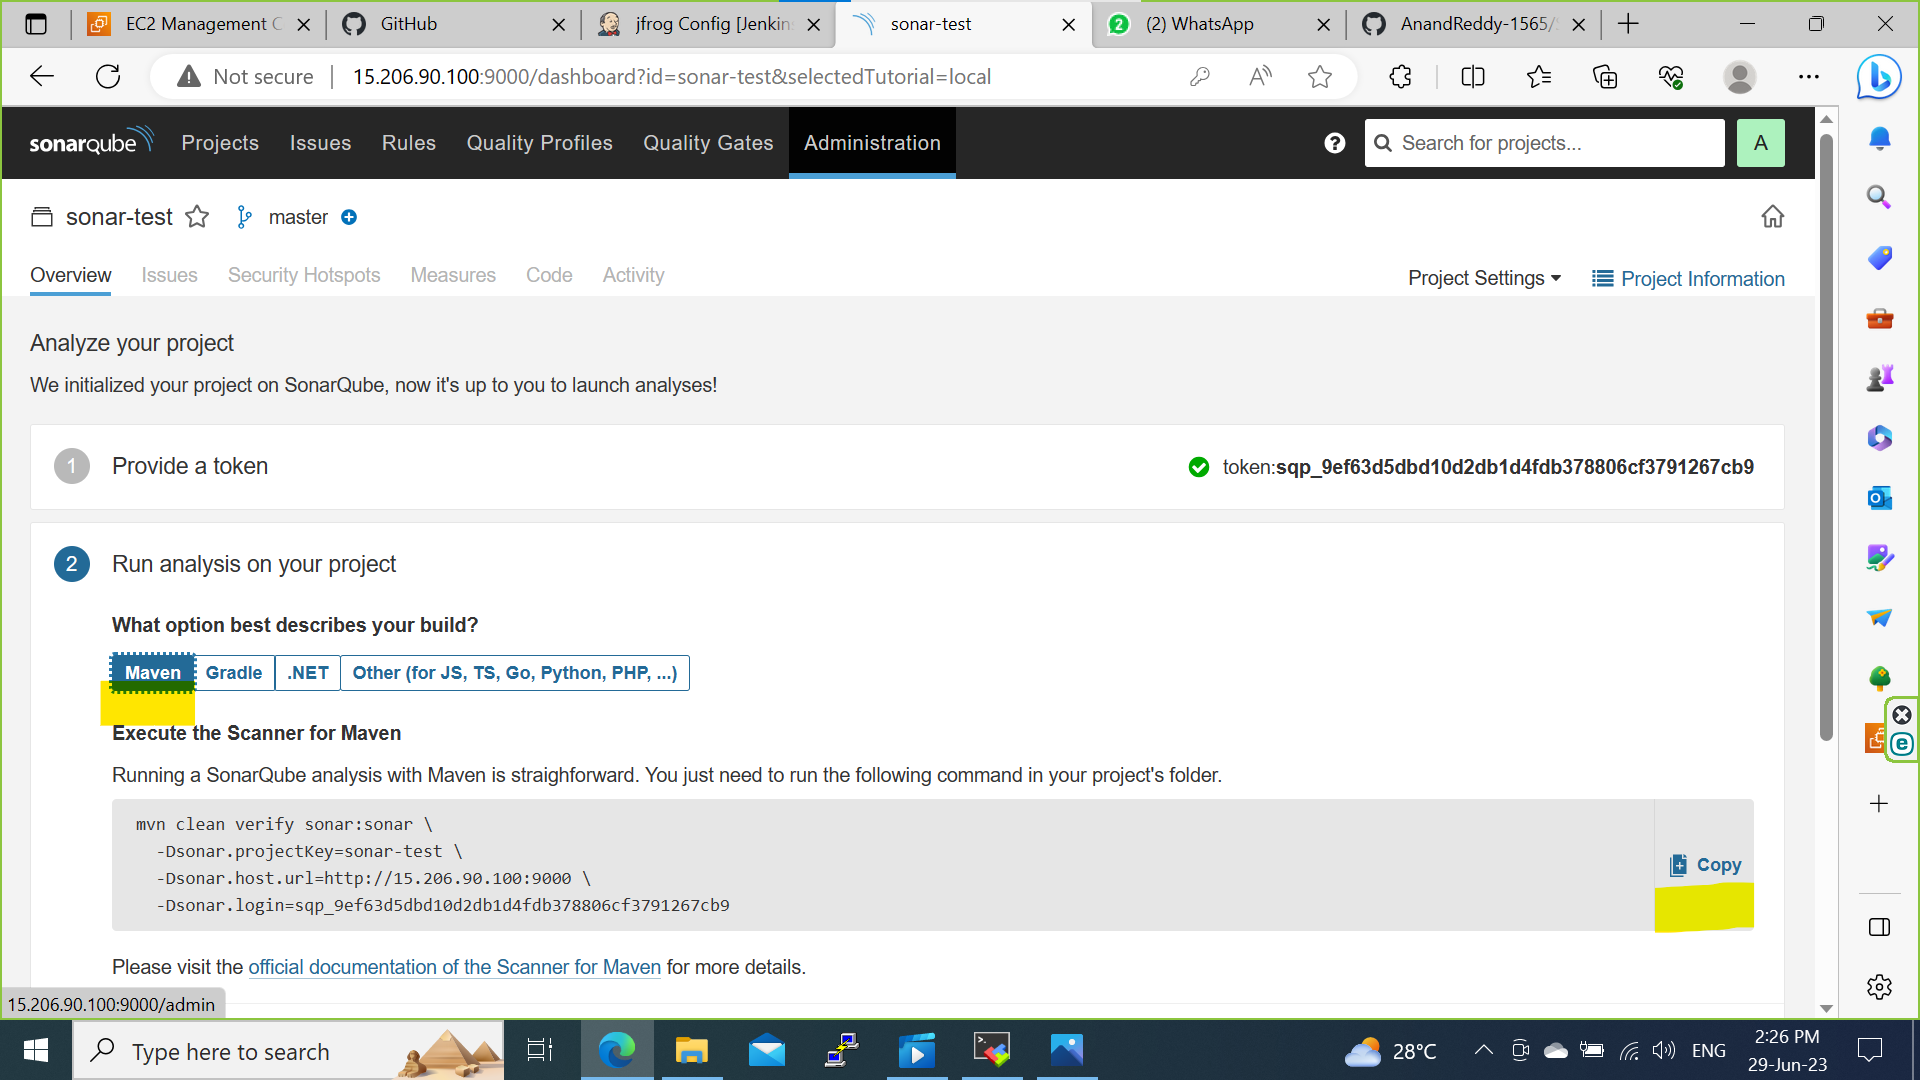 EC2 Management C
GitHub
jfrog Config [Jenkins
sonar-test
(2) WhatsApp
AnandReddy-1565/
Not secure
15.206.90.100:9000/dashboard?id=sonar-test&selectedTutorial=local
sonarqube
Projects
Issues
Rules
Quality Profiles
Quality Gates
Administration
Search for projects...
A
sonar-test
master
Overview
Issues
Security Hotspots
Measures
Code
Activity
Project Settings
Project Information
Analyze your project
We initialized your project on SonarQube, now it's up to you to launch analyses!
1
Provide a token
token:sqp_9ef63d5dbd10d2db1d4fdb378806cf3791267cb9
2
Run analysis on your project
What option best describes your build?
Maven
Gradle
.NET
Other (for JS, TS, Go, Python, PHP, ...)
Execute the Scanner for Maven
Running a SonarQube analysis with Maven is straighforward. You just need to run the following command in your project's folder.
mvn clean verify sonar:sonar \
-Dsonar.projectKey=sonar-test \
-Dsonar.host.url=http://15.206.90.100:9000 \
-Dsonar.login=sqp_9ef63d5dbd10d2db1d4fdb378806cf3791267cb9
Copy
Please visit the official documentation of the Scanner for Maven for more details.
15.206.90.100:9000/admin
Type here to search
28°C
ENG
2:26 PM
29-Jun-23